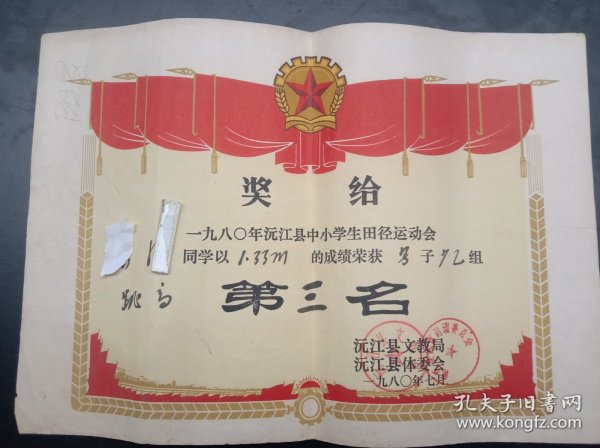 奖给
一九八〇年沅江县中小学生田径运动会
同学以 1.33m 的成绩荣获 男子乙组
跳高 第三名
沅江县文教局
沅江县体委会
一九八〇年七月
孔夫子旧书网
www.kongfz.com